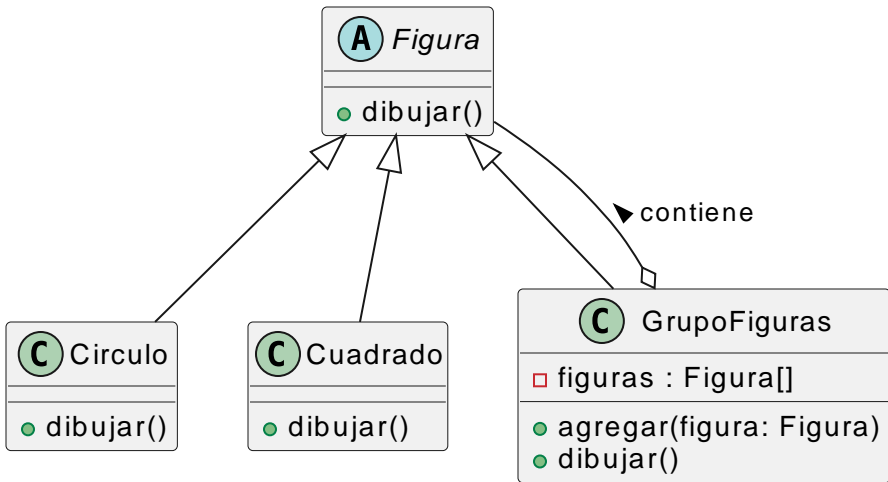 A Figura
dibujar()
contiene
C Circulo
dibujar()
C Cuadrado
dibujar()
C GrupoFiguras
figuras : Figura[]
agregar(figura: Figura)
dibujar()